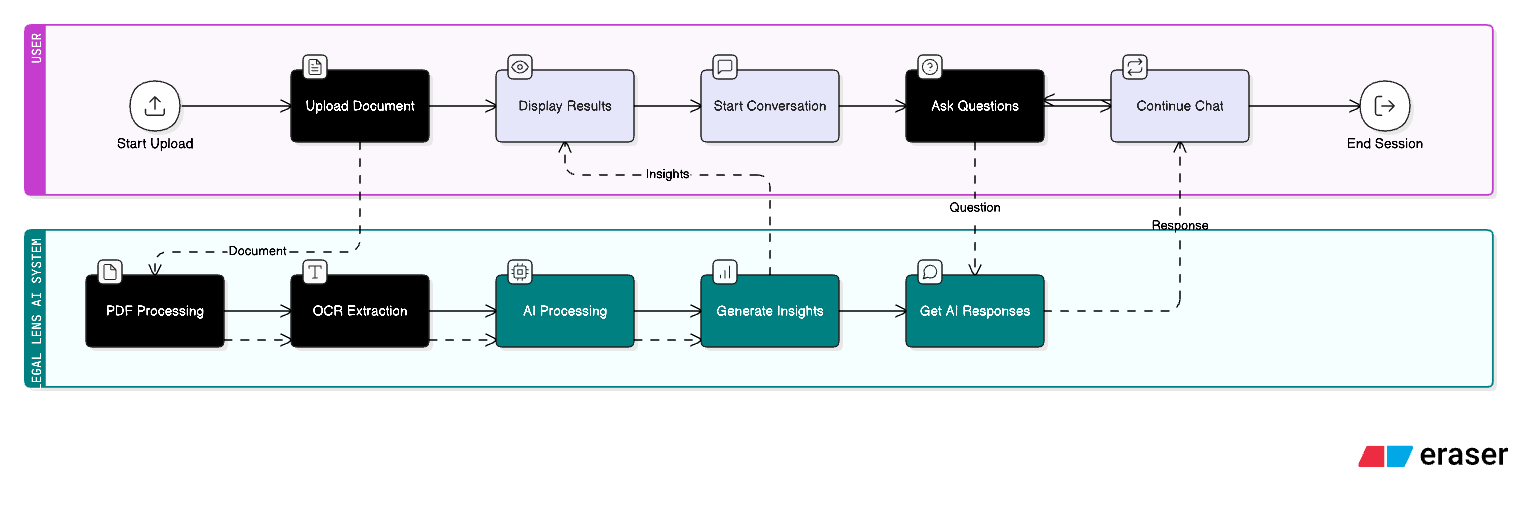 USER
Upload Document
Display Results
Start Conversation
Ask Questions
Continue Chat
Start Upload
End Session
Insights
Question
Response
Document
EGAL LENS AI SYSTEM
PDF Processing
OCR Extraction
AI Processing
Generate Insights
Get AI Responses
eraser